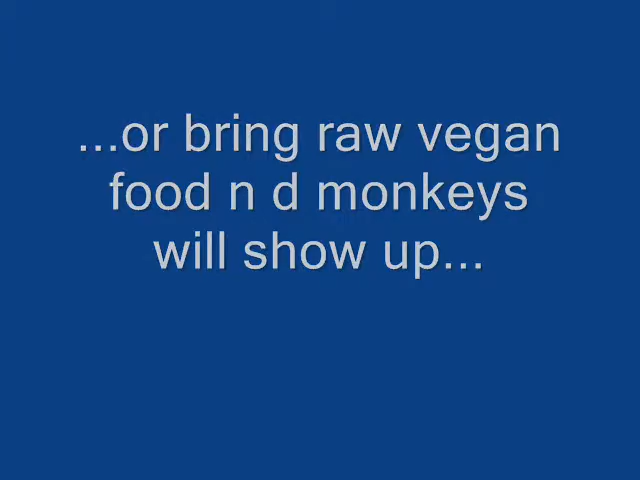 ...or bring raw vegan
food n d monkeys
will show up...